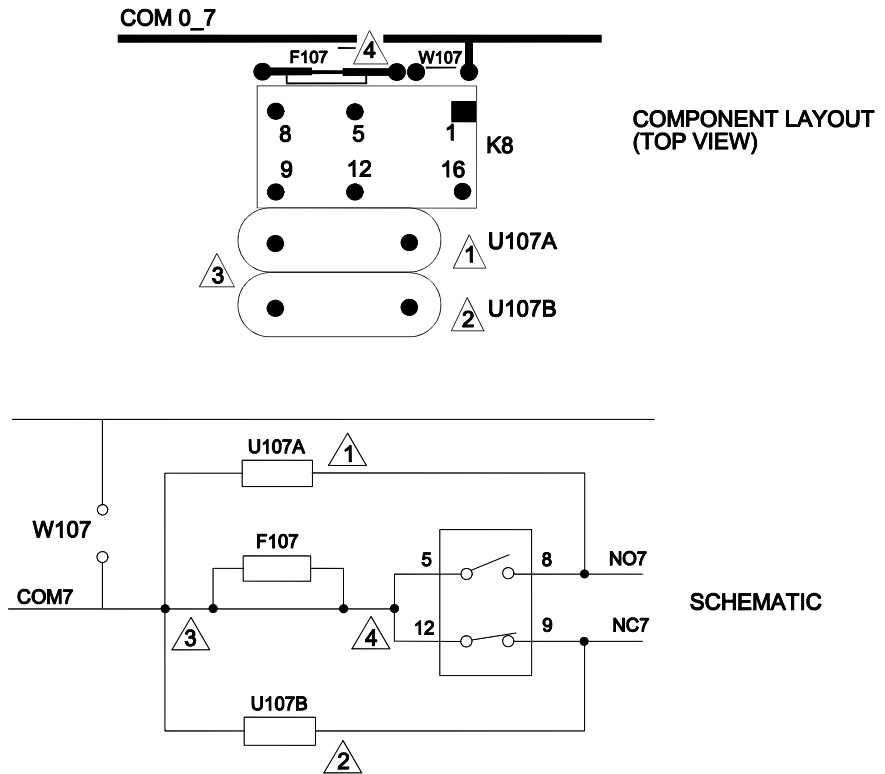 COM 0_7
F107
4
W107
8
5
1
K8
COMPONENT LAYOUT
(TOP VIEW)
9
12
16
3
1
U107A
2
U107B
U107A
1
W107
F107
5
8
NO7
COM7
SCHEMATIC
3
4
12
9
NC7
U107B
2